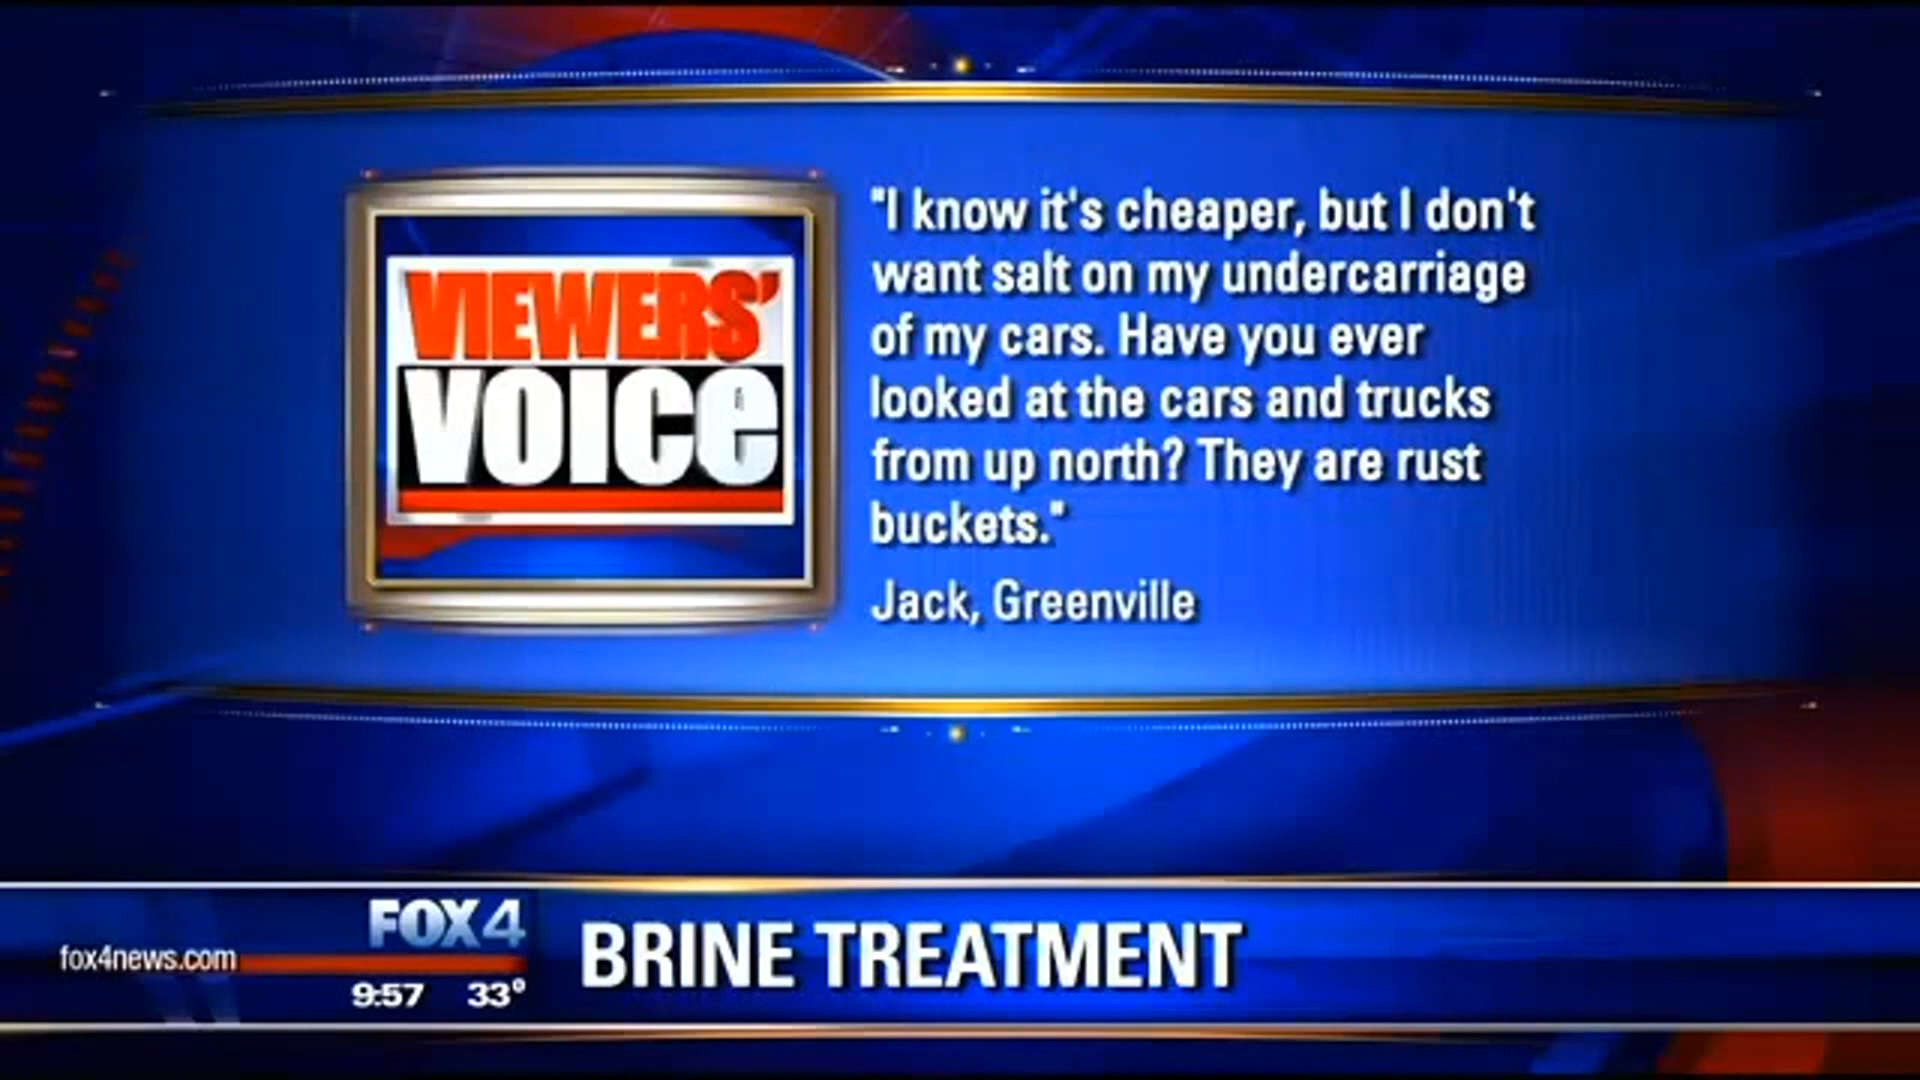 VIEWERS'
VOICE
"I know it's cheaper, but I don't
want salt on my undercarriage
of my cars. Have you ever
looked at the cars and trucks
from up north? They are rust
buckets."
Jack, Greenville
fox4news.com
FOX 4
9:57 33°
BRINE TREATMENT